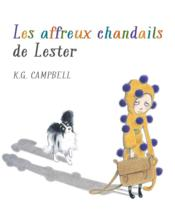 Les affreux chandails
de Lester
K.G. CAMPBELL